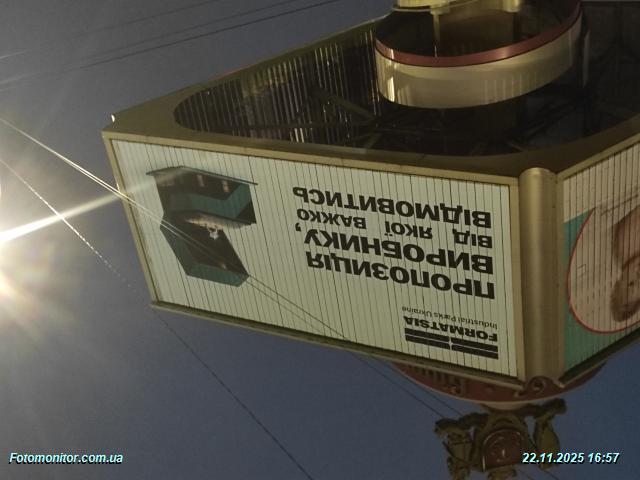 FORMATSIA
Industrial Parks Ukraine
ПРОПОЗИЦІЯ
ВИРОБНИКУ,
ВІД ЯКОЇ ВАЖКО
ВІДМОВИТИСЬ
Fotomonitor.com.ua
22.11.2025 16:57